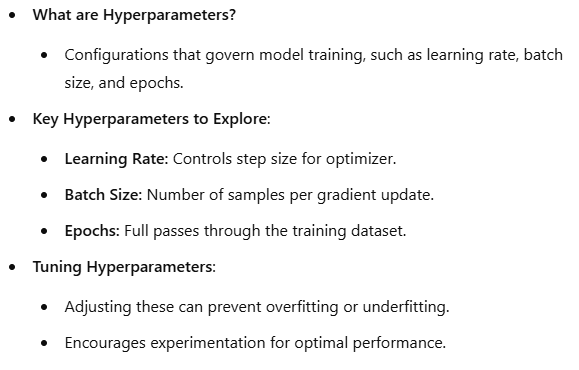 What are Hyperparameters?
Configurations that govern model training, such as learning rate, batch
size, and epochs.
Key Hyperparameters to Explore:
Learning Rate: Controls step size for optimizer.
Batch Size: Number of samples per gradient update.
Epochs: Full passes through the training dataset.
Tuning Hyperparameters:
Adjusting these can prevent overfitting or underfitting.
Encourages experimentation for optimal performance.